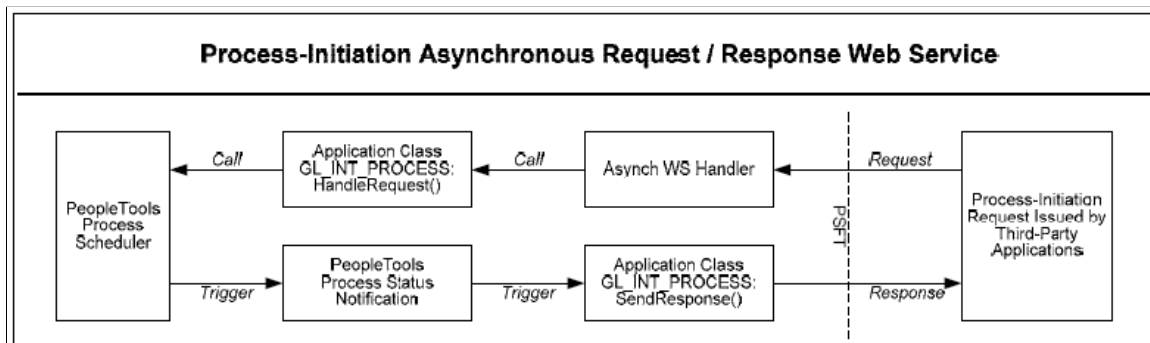 Process-Initiation Asynchronous Request / Response Web Service
Call
Application Class
GL_INT_PROCESS:
HandleRequest()
Call
Asynch WS Handler
Request
PeopleTools
Process
Scheduler
PSFT
Process-Initiation
Request Issued by
Third-Party
Applications
Trigger
PeopleTools
Process Status
Notification
Trigger
Application Class
GL_INT_PROCESS:
SendResponse()
Response